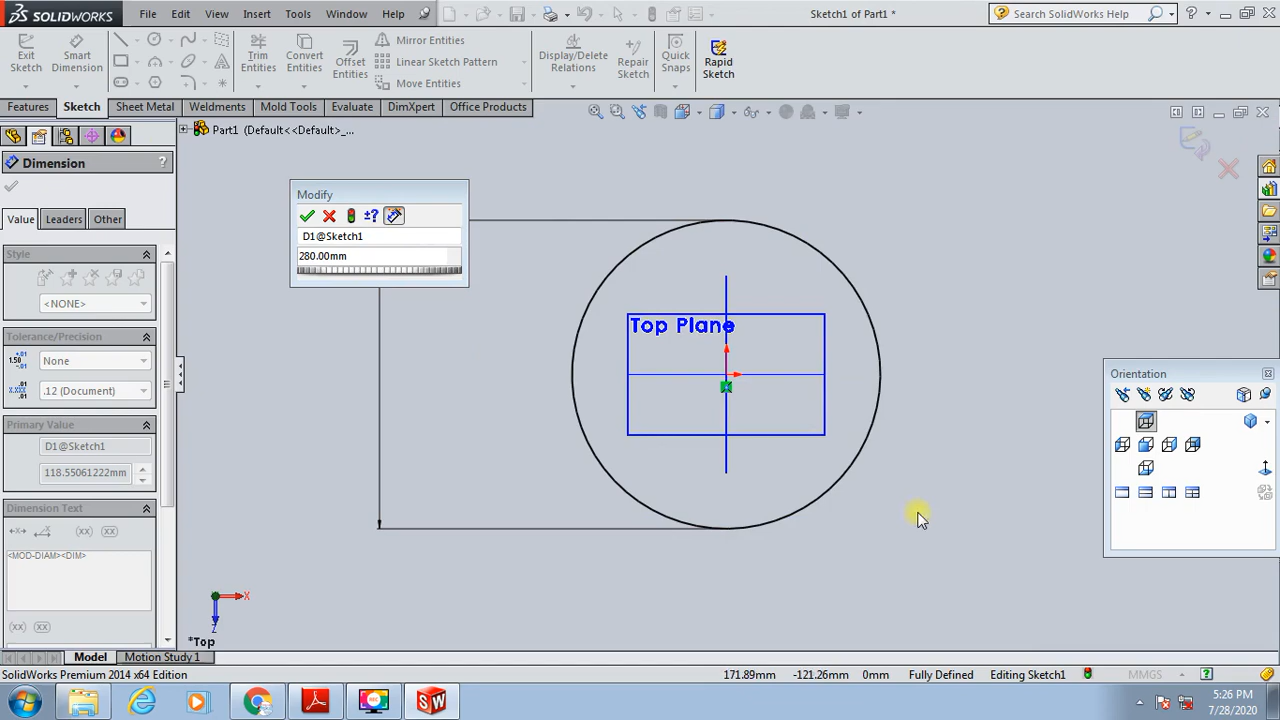 SOLIDWORKS
File Edit View Insert Tools Window Help
Sketch1 of Part1 *
Search SolidWorks Help
Exit Sketch
Smart Dimension
Trim Entities
Convert Entities
Offset Entities
Mirror Entities
Linear Sketch Pattern
Move Entities
Display/Delete Relations
Repair Sketch
Quick Snaps
Rapid Sketch
Features Sketch Sheet Metal Weldments Mold Tools Evaluate DimXpert Office Products
Part1 (Default<<Default>_...
Dimension ?
Value Leaders Other
Style
<NONE>
Tolerance/Precision
None
.12 (Document)
Primary Value
D1@Sketch1
118.55061222mm
Dimension Text
<MOD-DIAM><DIM>
Modify
D1@Sketch1
280.00mm
Top Plane
Orientation
X
Z
*Top
Model Motion Study 1
SolidWorks Premium 2014 x64 Edition
171.89mm -121.26mm 0mm Fully Defined Editing Sketch1 MMGS
5:26 PM
7/28/2020